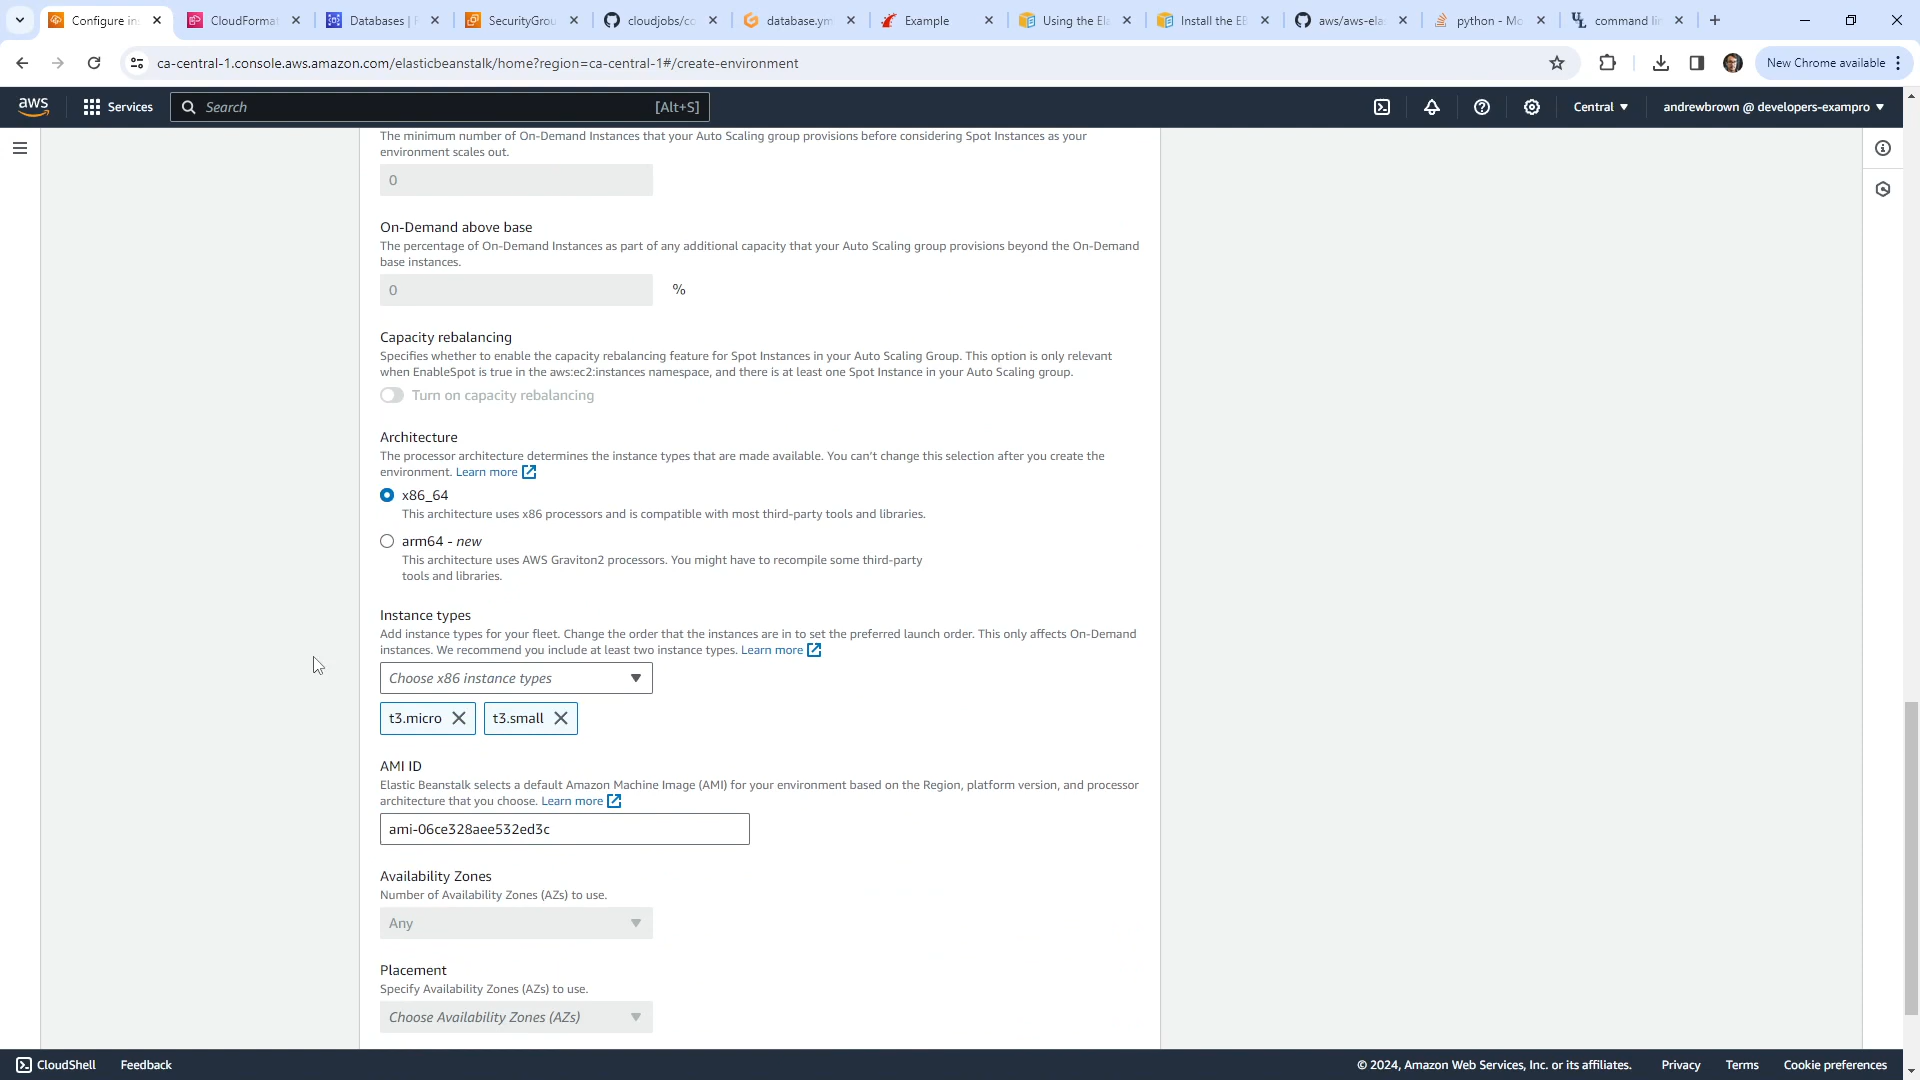 Configure in
CloudFormat
Databases | F
SecurityGrou
cloudjobs/co
database.ym
Example
Using the Ela
Install the EB
aws/aws-elas
python - Mo
command lin
ca-central-1.console.aws.amazon.com/elasticbeanstalk/home?region=ca-central-1#/create-environment
New Chrome available
aws
Services
Search
[Alt+S]
Central
andrewbrown @ developers-exampro
The minimum number of On-Demand Instances that your Auto Scaling group provisions before considering Spot Instances as your
environment scales out.
0
On-Demand above base
The percentage of On-Demand Instances as part of any additional capacity that your Auto Scaling group provisions beyond the On-Demand
base instances.
0
%
Capacity rebalancing
Specifies whether to enable the capacity rebalancing feature for Spot Instances in your Auto Scaling Group. This option is only relevant
when EnableSpot is true in the aws:ec2:instances namespace, and there is at least one Spot Instance in your Auto Scaling group.
Turn on capacity rebalancing
Architecture
The processor architecture determines the instance types that are made available. You can't change this selection after you create the
environment. Learn more
x86_64
This architecture uses x86 processors and is compatible with most third-party tools and libraries.
arm64 - new
This architecture uses AWS Graviton2 processors. You might have to recompile some third-party
tools and libraries.
Instance types
Add instance types for your fleet. Change the order that the instances are in to set the preferred launch order. This only affects On-Demand
instances. We recommend you include at least two instance types. Learn more
Choose x86 instance types
t3.micro
t3.small
AMI ID
Elastic Beanstalk selects a default Amazon Machine Image (AMI) for your environment based on the Region, platform version, and processor
architecture that you choose. Learn more
ami-06ce328aee532ed3c
Availability Zones
Number of Availability Zones (AZs) to use.
Any
Placement
Specify Availability Zones (AZs) to use.
Choose Availability Zones (AZs)
CloudShell
Feedback
© 2024, Amazon Web Services, Inc. or its affiliates.
Privacy
Terms
Cookie preferences